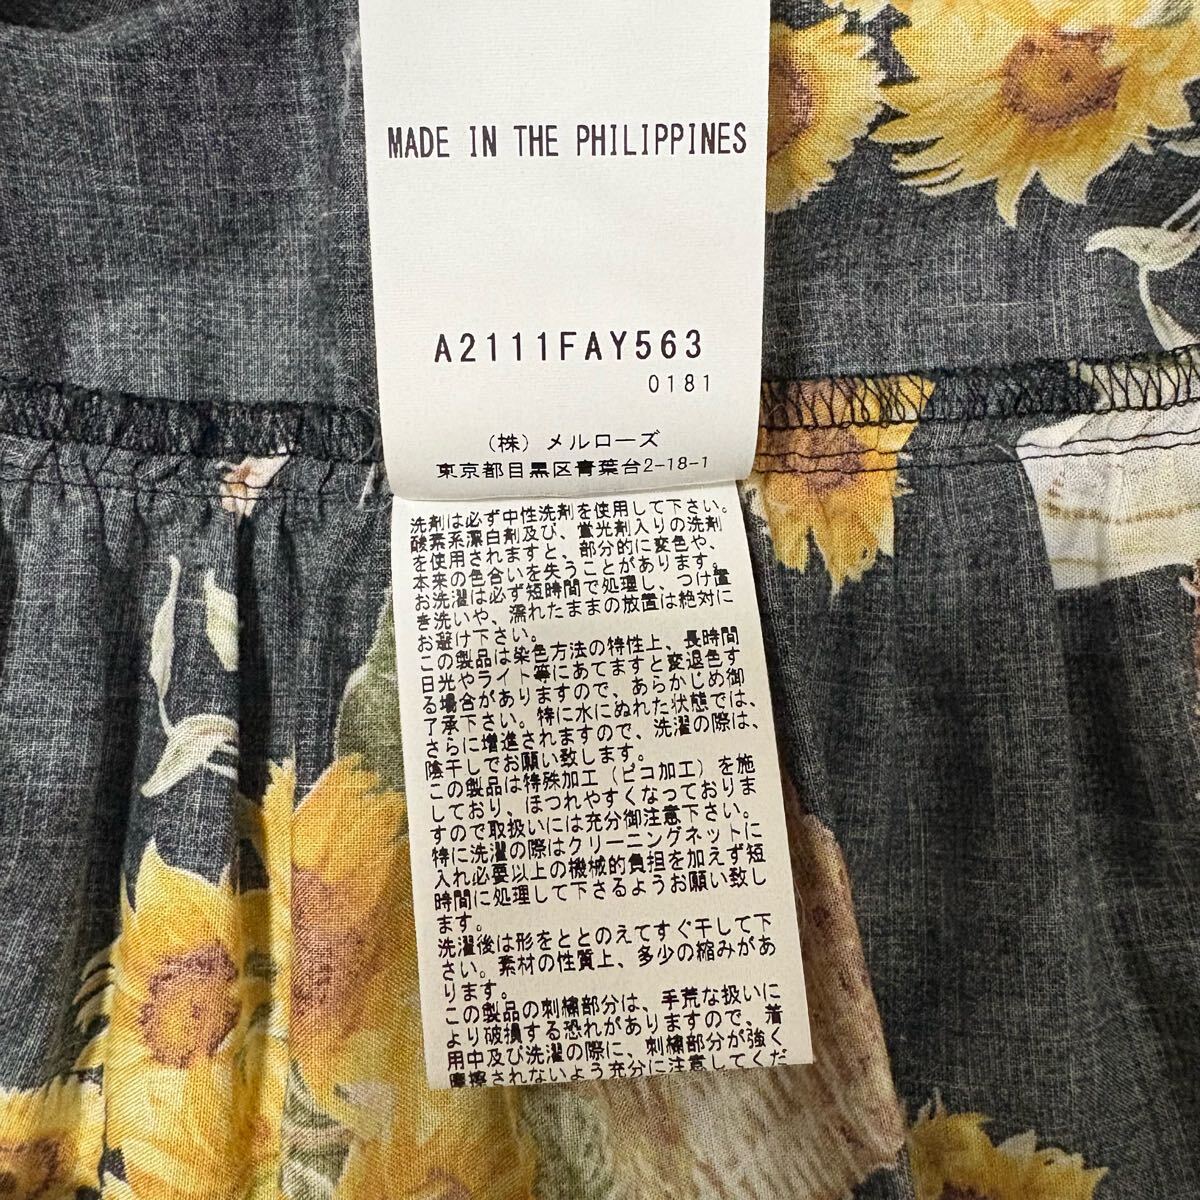 MADE IN THE PHILIPPINES
A2111FAY563
0181
(株)メルローズ
東京都目黒区青葉台2-18-1
洗剤は必ず中性洗剤を使用して下さい。
酸素系漂白剤及び、蛍光剤入りの洗剤
を使用されますと、部分的に変色や、
本来の色合いを失うことがあります。
お洗濯は必ず短時間で処理し、つけ置
き洗いや、濡れたままの放置は絶対に
お避け下さい。
この製品は染色方法の特性上、長時間
日光やライト等にあてますと変退色す
る場合がありますので、あらかじめ御
了承下さい。特に水にぬれた状態では、
さらに増進されますので、洗濯の際は、
陰干しでお願い致します。
この製品は特殊加工(ピコ加工)を施
しており、ほつれやすくなっておりま
すので取扱いには充分御注意下さい。
特に洗濯の際はクリーニングネットに
入れ必要以上の機械的負担を加えず短
時間に処理して下さるようお願い致し
ます。
洗濯後は形をととのえてすぐ干して下
さい。素材の性質上、多少の縮みがあ
ります。
この製品の刺繍部分は、手荒な扱いに
より破損する恐れがありますので、着
用中及び洗濯の際に、刺繍部分が強く
摩擦されないよう充分に注意してくだ